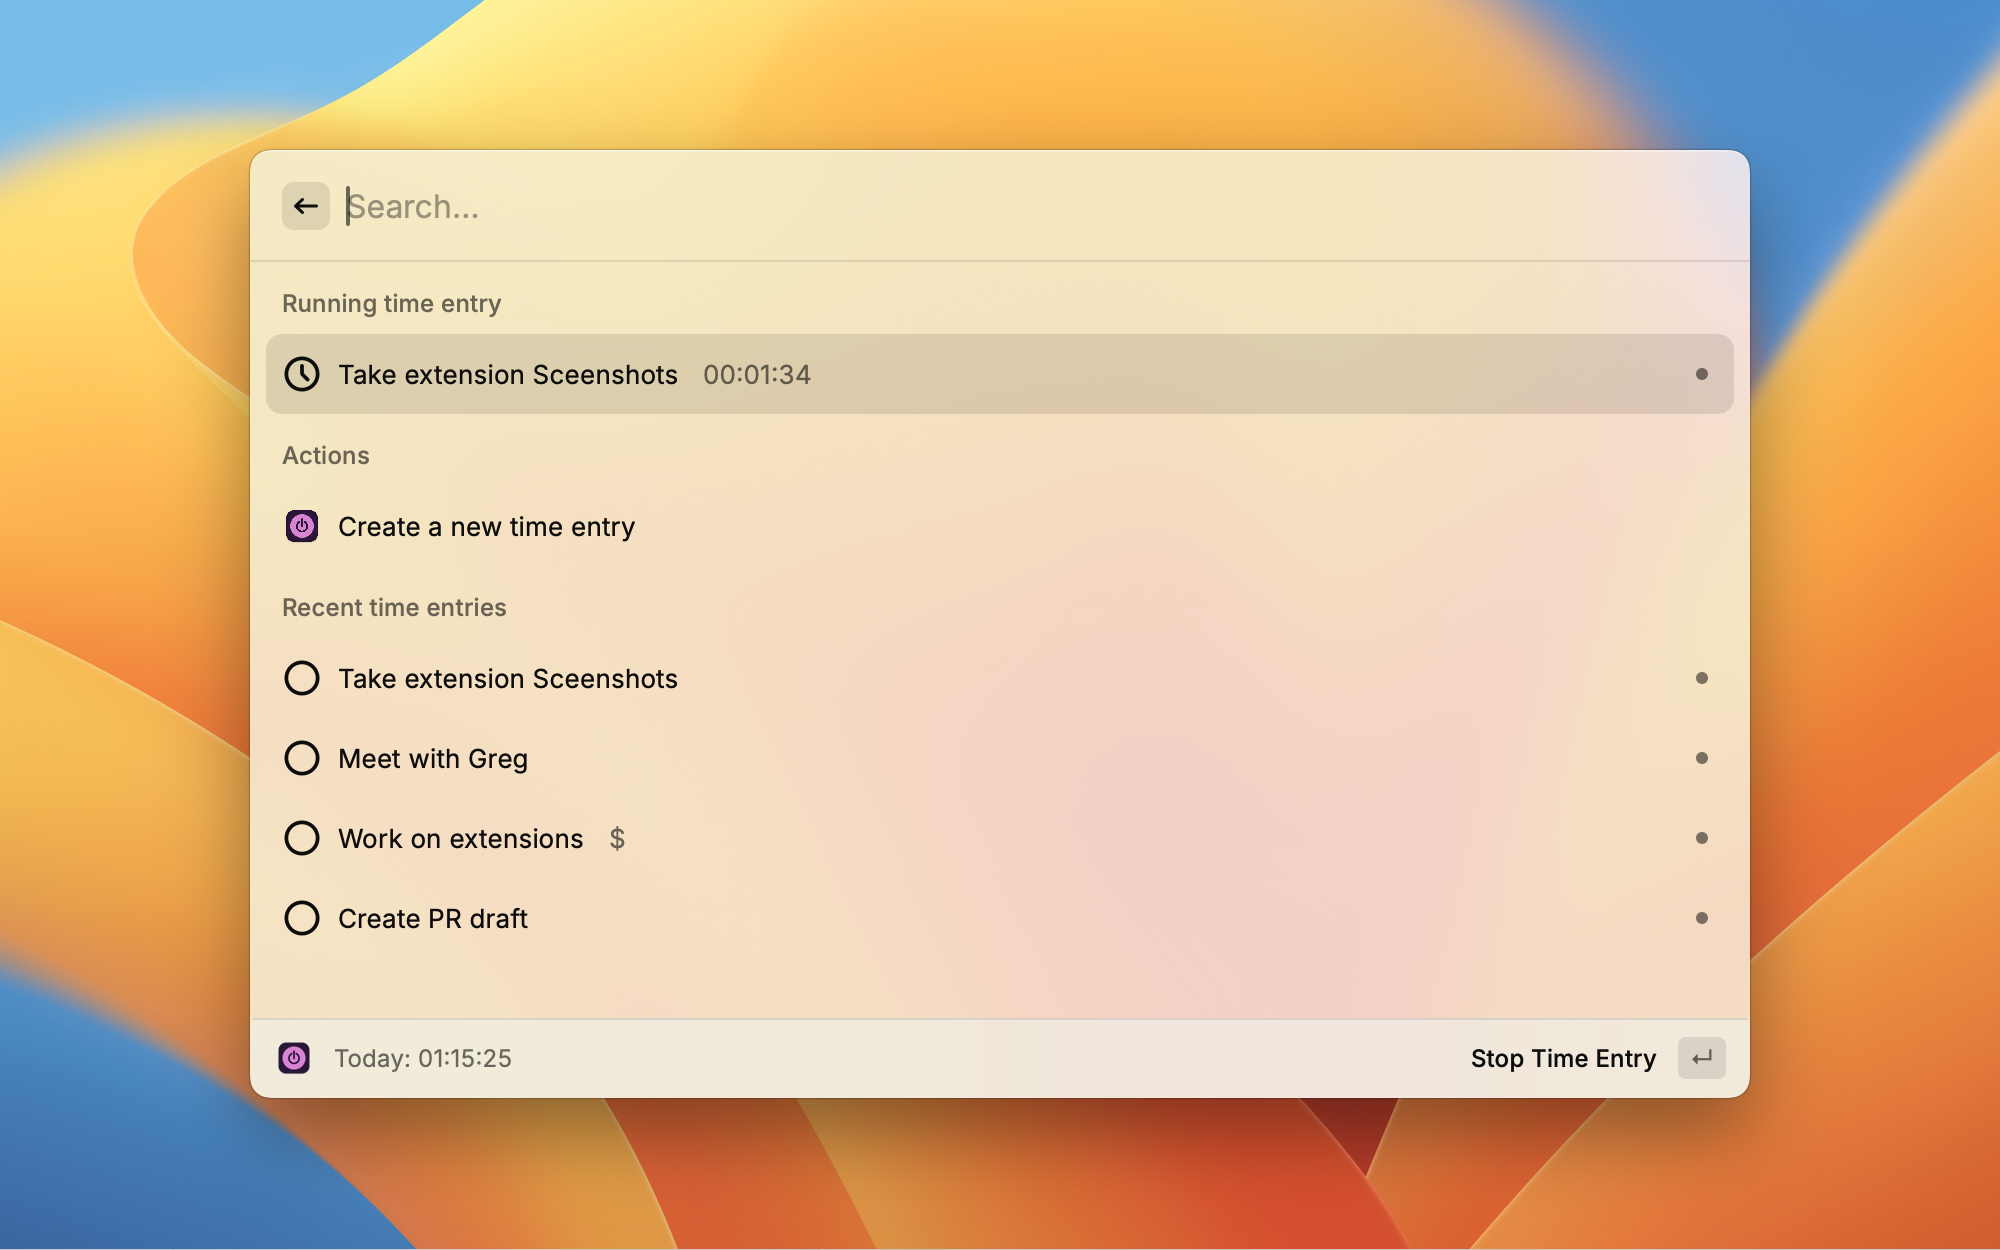 Search...
Running time entry
Take extension Sceenshots 00:01:34
Actions
Create a new time entry
Recent time entries
Take extension Sceenshots
Meet with Greg
Work on extensions $
Create PR draft
Today: 01:15:25 Stop Time Entry